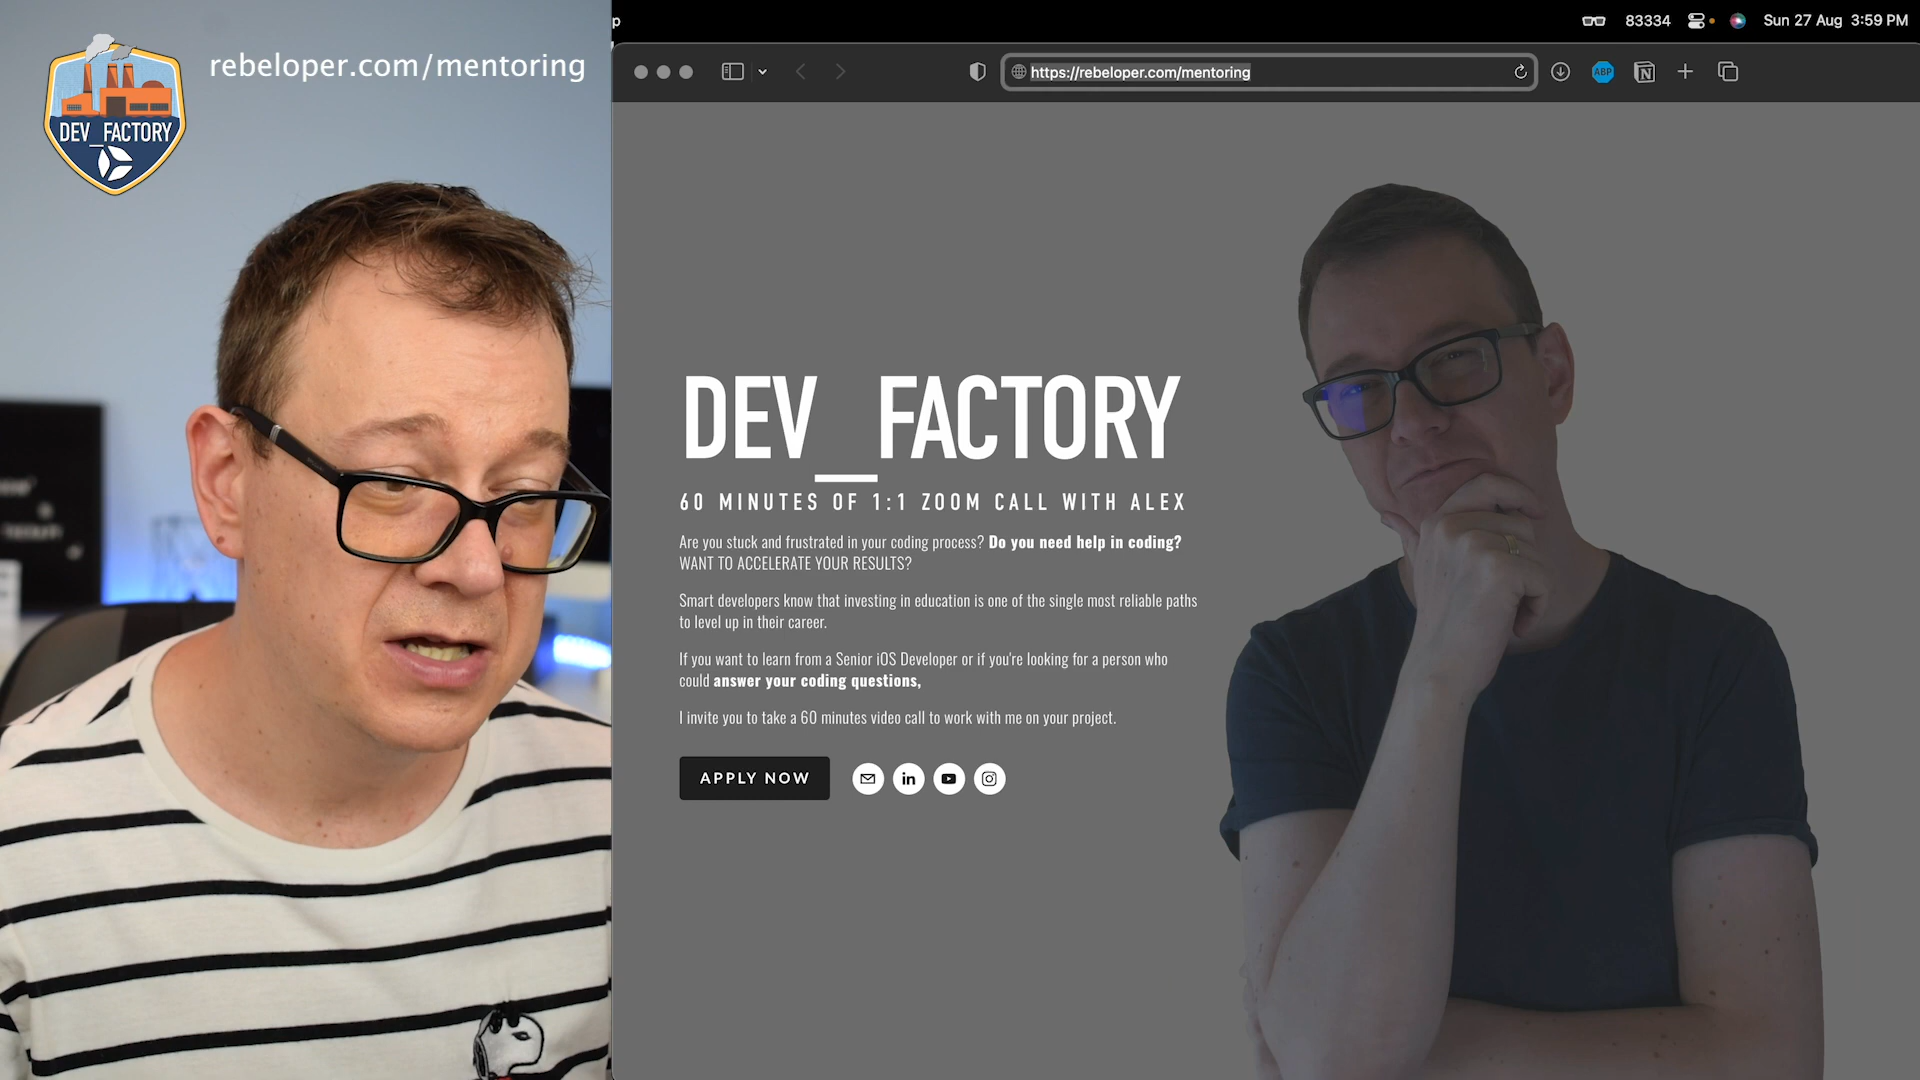 rebeloper.com/mentoring
DEV_FACTORY
p
83334
Sun 27 Aug 3:59 PM
https://rebeloper.com/mentoring
ABP
DEV_FACTORY
60 MINUTES OF 1:1 ZOOM CALL WITH ALEX
Are you stuck and frustrated in your coding process? Do you need help in coding?
WANT TO ACCELERATE YOUR RESULTS?
Smart developers know that investing in education is one of the single most reliable paths
to level up in their career.
If you want to learn from a Senior iOS Developer or if you're looking for a person who
could answer your coding questions,
I invite you to take a 60 minutes video call to work with me on your project.
APPLY NOW
in